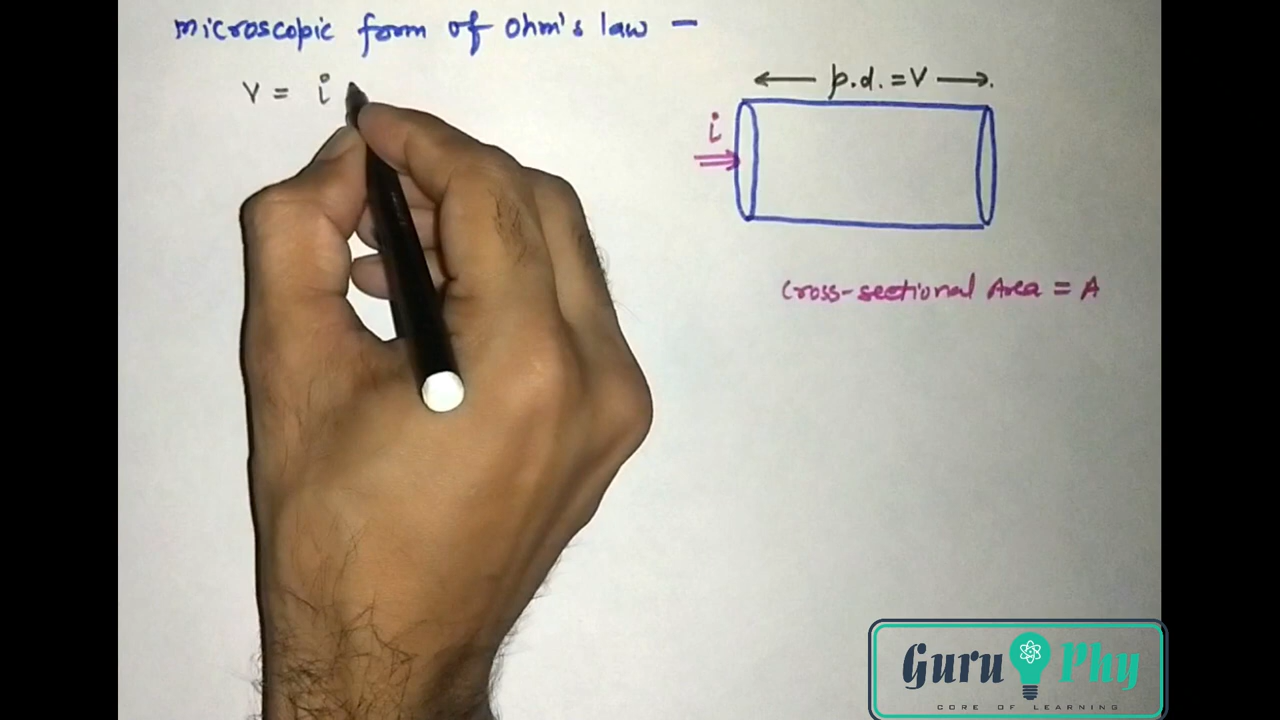 microscopic form of ohm's law -
V = i
p.d. = V
i
Cross-sectional Area = A
Guru Phy
CORE OF LEARNING